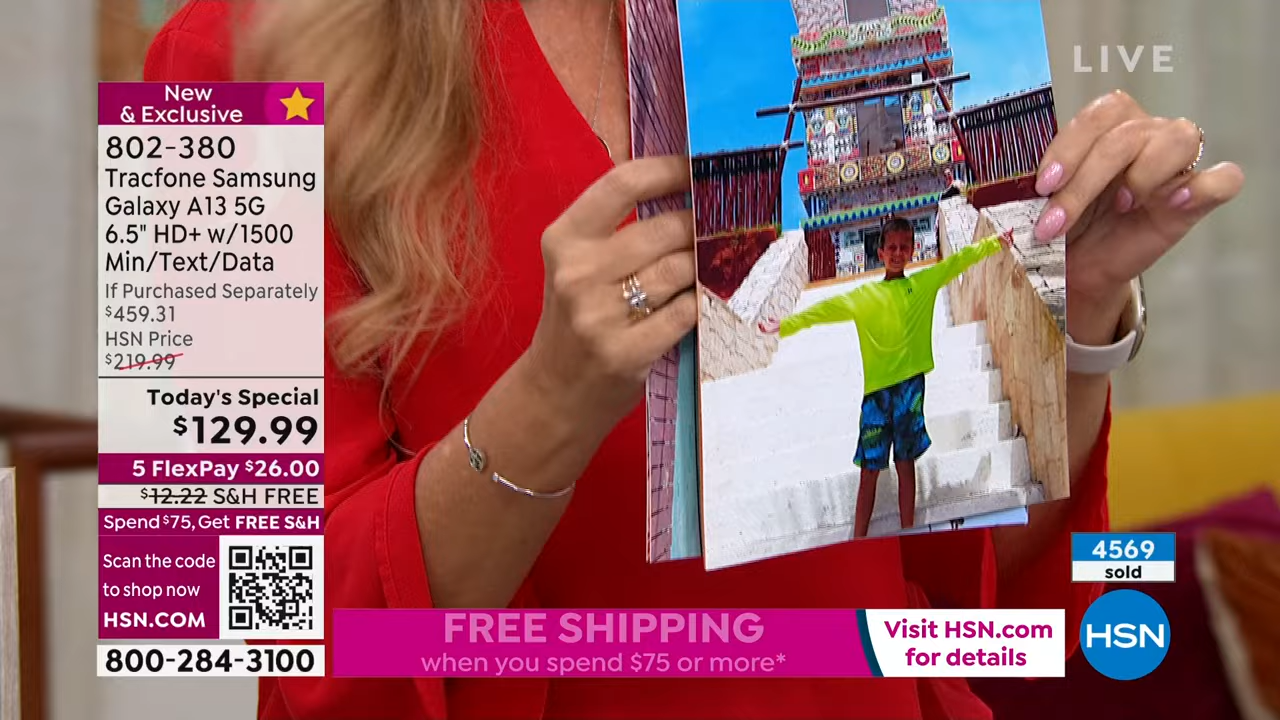 LIVE
New
& Exclusive
802-380
Tracfone Samsung
Galaxy A13 5G
6.5" HD+ w/1500
Min/Text/Data
If Purchased Separately
$459.31
HSN Price
$219.99
Today's Special
$129.99
5 FlexPay $26.00
$12.22 S&H FREE
Spend $75, Get FREE S&H
Scan the code
to shop now
HSN.COM
800-284-3100
FREE SHIPPING
when you spend $75 or more*
Visit HSN.com
for details
4569
sold
HSN